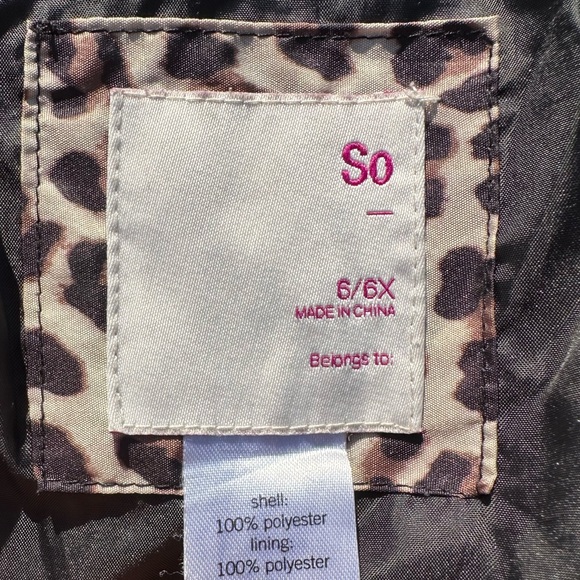 So
6/6X
MADE IN CHINA
Belongs to:
shell:
100% polyester
lining:
100% polyester